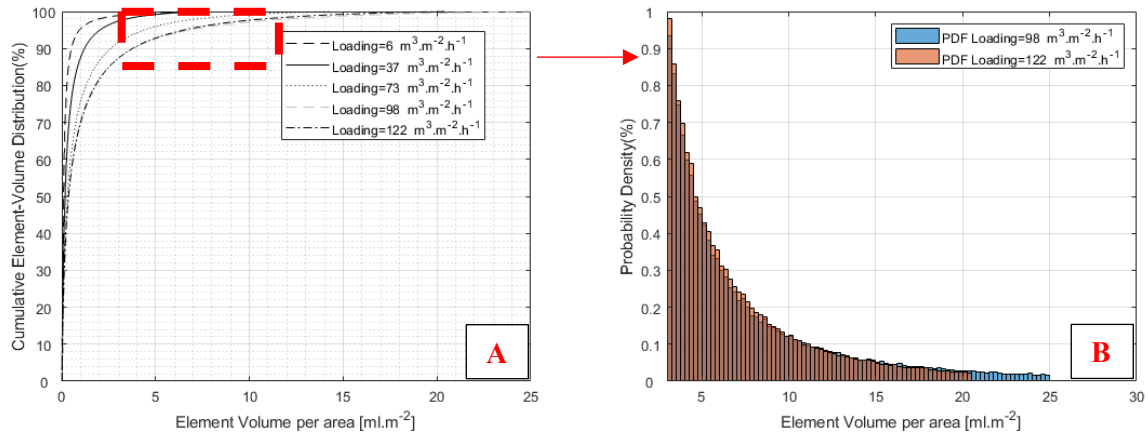 100
90
80
70
60
50
40
30
20
10
0
Cumulative Element-Volume Distribution(%)
0 5 10 15 20 25
Element Volume per area [ml.m⁻²]
Loading=6 m³.m⁻².h⁻¹
Loading=37 m³.m⁻².h⁻¹
Loading=73 m³.m⁻².h⁻¹
Loading=98 m³.m⁻².h⁻¹
Loading=122 m³.m⁻².h⁻¹
A
1
0.9
0.8
0.7
0.6
0.5
0.4
0.3
0.2
0.1
0
Probability Density(%)
5 10 15 20 25 30
Element Volume per area [ml.m⁻²]
PDF Loading=98 m³.m⁻².h⁻¹
PDF Loading=122 m³.m⁻².h⁻¹
B